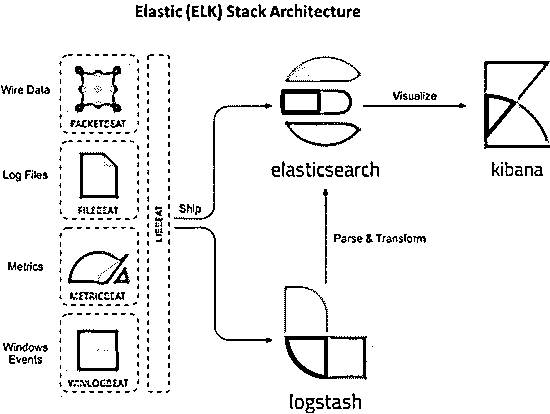 Elastic (ELK) Stack Architecture
Wire Data
PACKETBEAT
Log Files
FILEBEAT
Metrics
METRICBEAT
Windows
Events
WINLOGBEAT
LIBBEAT
Ship
elasticsearch
Visualize
kibana
Parse & Transform
logstash